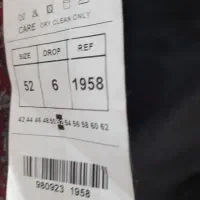 CARE DRY CLEAN ONLY
SIZE DROP REF
52 6 1958
42 44 46 48 50 52 54 56 58 60 62
980923 1958